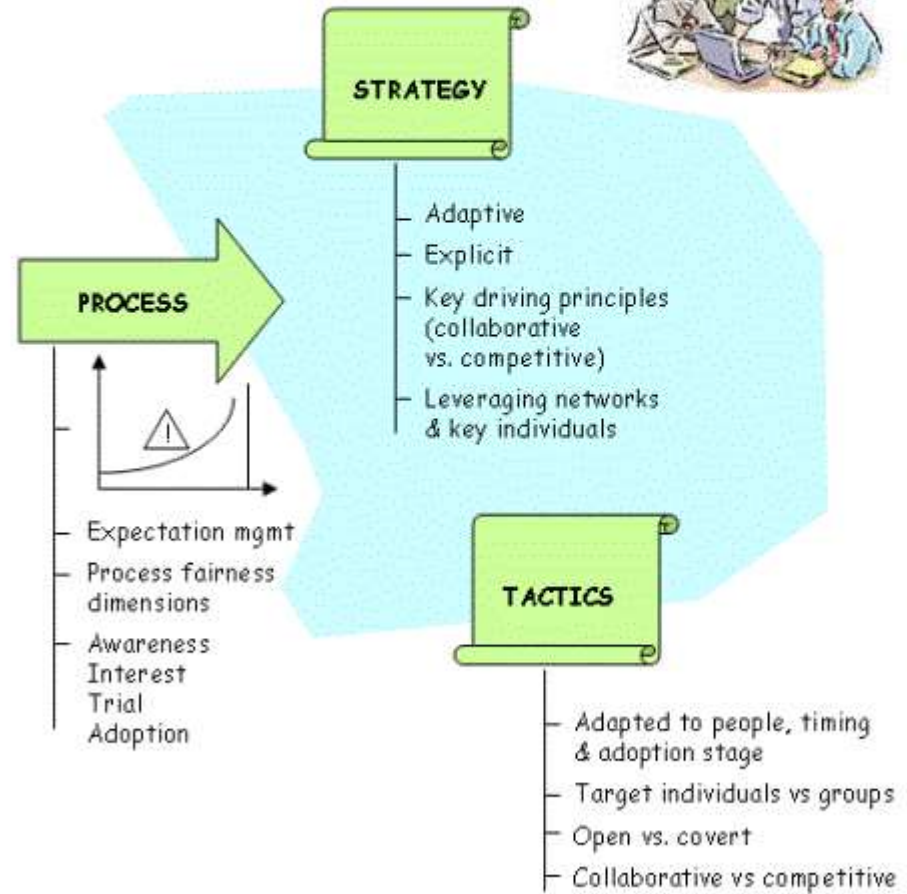 STRATEGY
Adaptive
Explicit
Key driving principles
(collaborative
vs. competitive)
Leveraging networks
& key individuals
PROCESS
!
Expectation mgmt
Process fairness
dimensions
Awareness
Interest
Trial
Adoption
TACTICS
Adapted to people, timing
& adoption stage
Target individuals vs groups
Open vs. covert
Collaborative vs competitive